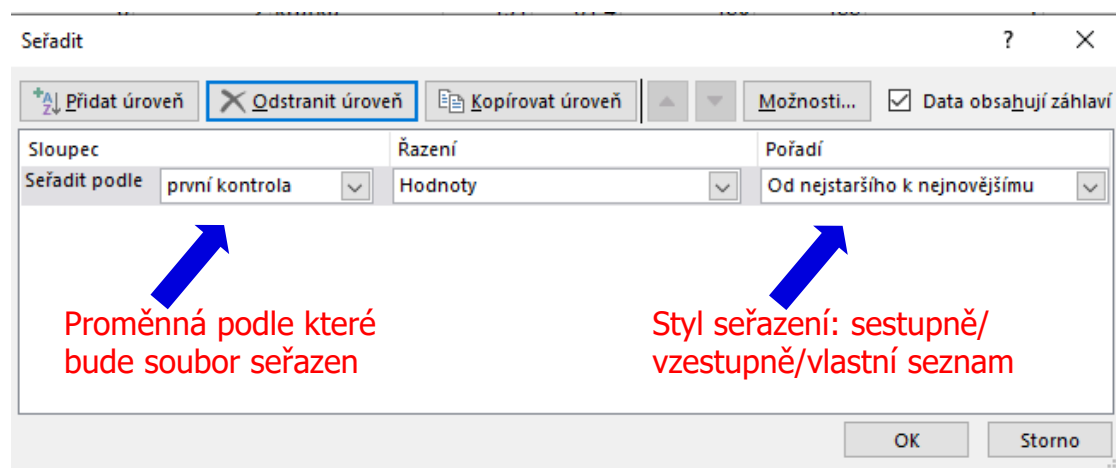 Seřadit ?
Přidat úroveň Odstranit úroveň Kopírovat úroveň Možnosti... Data obsahují záhlaví
Sloupec Řazení Pořadí
Seřadit podle první kontrola Hodnoty Od nejstaršího k nejnovějšímu
Proměnná podle které
bude soubor seřazen
Styl seřazení: sestupně/
vzestupně/vlastní seznam
OK Storno